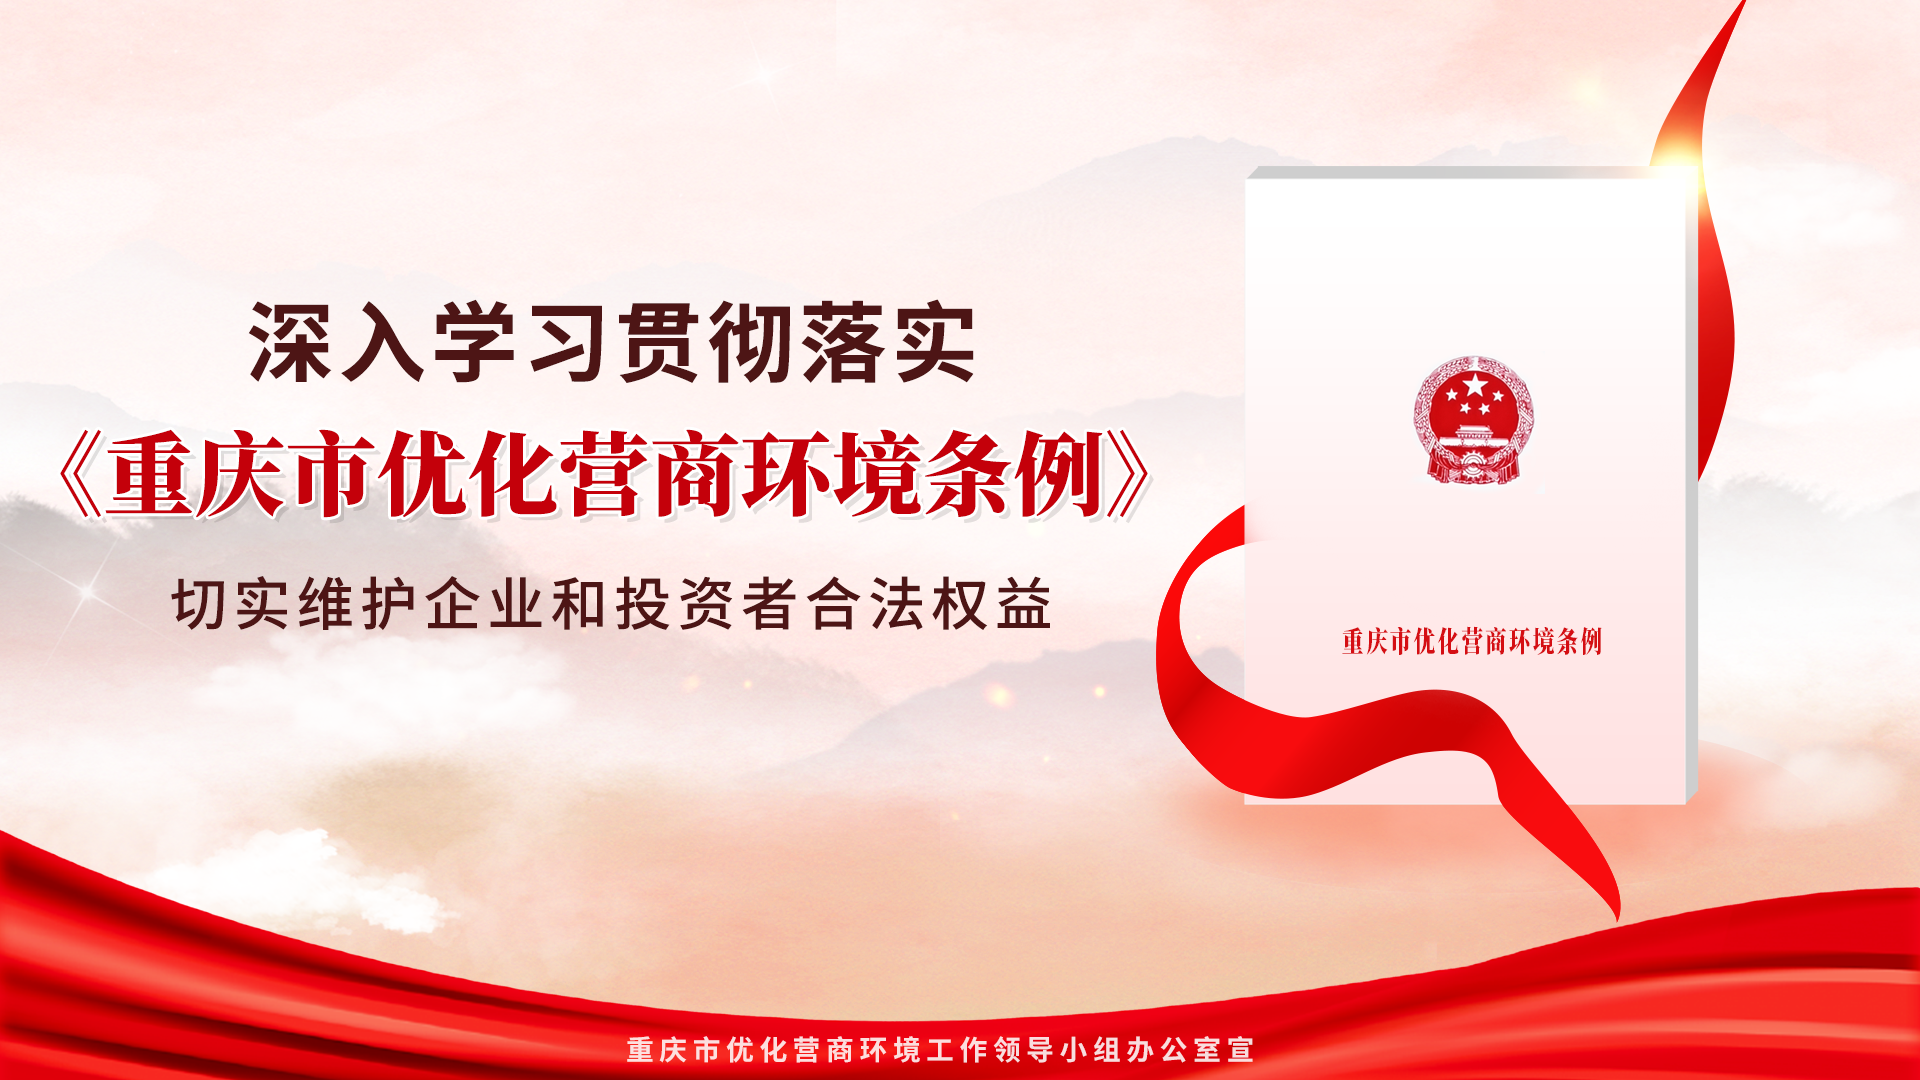 深入学习贯彻落实
《重庆市优化营商环境条例》
切实维护企业和投资者合法权益
重庆市优化营商环境条例
重庆市优化营商环境工作领导小组办公室宣